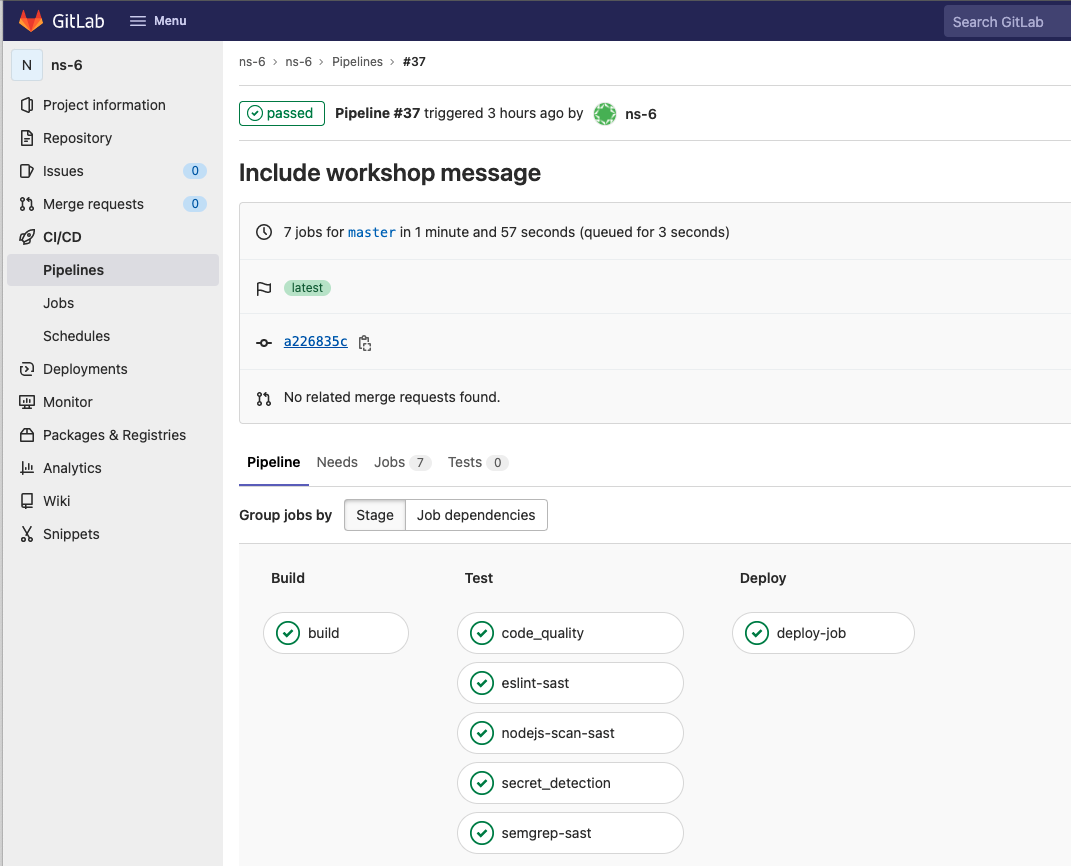 GitLab
Menu
Search GitLab
N
ns-6
Project information
Repository
Issues 0
Merge requests 0
CI/CD
Pipelines
Jobs
Schedules
Deployments
Monitor
Packages & Registries
Analytics
Wiki
Snippets
ns-6 › ns-6 › Pipelines › #37
passed Pipeline #37 triggered 3 hours ago by ns-6
Include workshop message
7 jobs for master in 1 minute and 57 seconds (queued for 3 seconds)
latest
a226835c
No related merge requests found.
Pipeline Needs Jobs 7 Tests 0
Group jobs by Stage Job dependencies
Build
build
Test
code_quality
eslint-sast
nodejs-scan-sast
secret_detection
semgrep-sast
Deploy
deploy-job